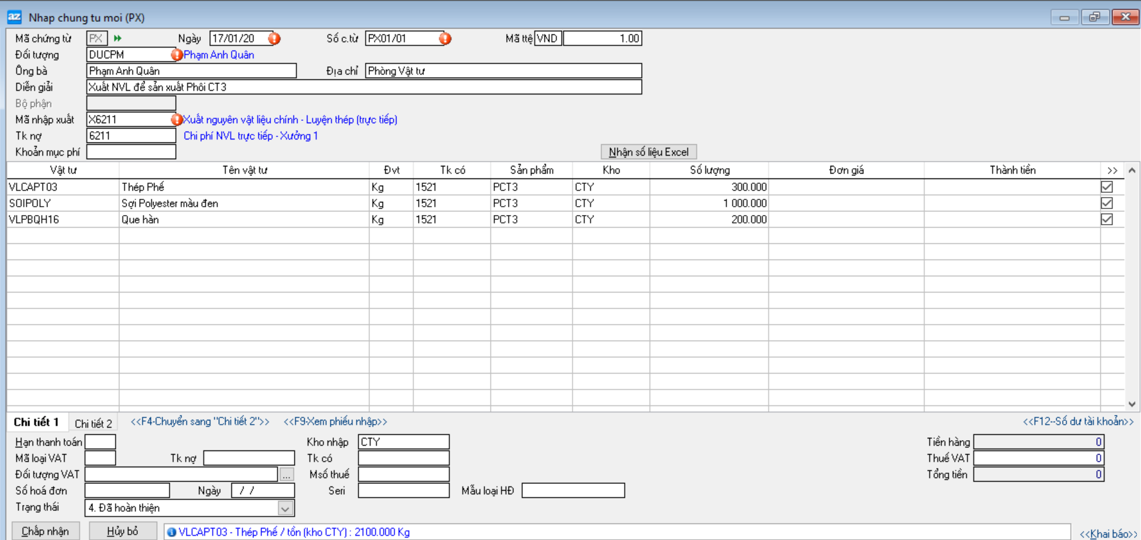 az Nhap chung tu moi (PX)
Mã chứng từ PX Ngày 17/01/20 Số c.từ PX01/01 Mã ttệ VND 1.00
Đối tượng DUCPM Phạm Anh Quân
Ông bà Phạm Anh Quân Địa chỉ Phòng Vật tư
Diễn giải Xuất NVL để sản xuất Phôi CT3
Bộ phận
Mã nhập xuất X6211 Xuất nguyên vật liệu chính - Luyện thép (trực tiếp)
Tk nợ 6211 Chi phí NVL trực tiếp - Xưởng 1
Khoản mục phí Nhận số liệu Excel
Vật tư Tên vật tư Đvt Tk có Sản phẩm Kho Số lượng Đơn giá Thành tiền >>
VLCAPT03 Thép Phế Kg 1521 PCT3 CTY 300.000
SOIPOLY Sợi Polyester màu đen Kg 1521 PCT3 CTY 1 000.000
VLPBQH16 Que hàn Kg 1521 PCT3 CTY 200.000
Chi tiết 1 Chi tiết 2 <<F4-Chuyển sang "Chi tiết 2">> <<F9-Xem phiếu nhập>> <<F12--Số dư tài khoản>>
Hạn thanh toán Kho nhập CTY Tiền hàng 0
Mã loại VAT Tk nợ Tk có Thuế VAT 0
Đối tượng VAT ... Msố thuế Tổng tiền 0
Số hoá đơn Ngày / / Seri Mẫu loại HĐ
Trạng thái 4. Đã hoàn thiện
Chấp nhận Hủy bỏ VLCAPT03 - Thép Phế / tồn (kho CTY) : 2100.000 Kg <<Khai báo>>